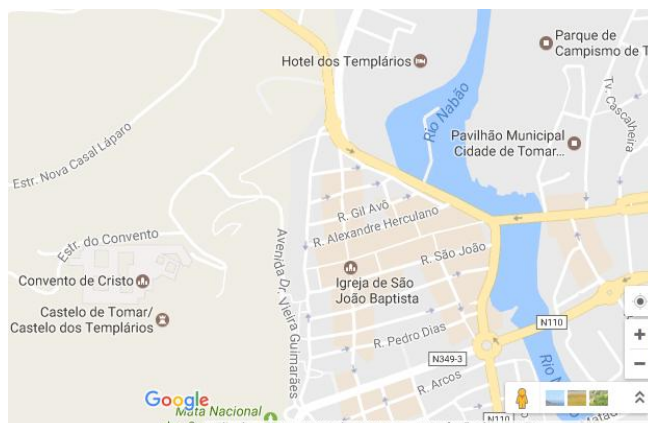 Parque de
Campismo de T
Hotel dos Templários
Rio Nabão
Tv. Cascalheira
Pavilhão Municipal
Cidade de Tomar...
Estr. Nova Casal Láparo
R. Gil Avô
R. Alexandre Herculano
Estr. do Convento
R. São João
Avenida Dr. Vieira Guimarães
Convento de Cristo
Igreja de São
João Baptista
Castelo de Tomar/
Castelo dos Templários
N110
R. Pedro Dias
N349-3
Rio N
R. Arcos
Google
Mata Nacional
N110